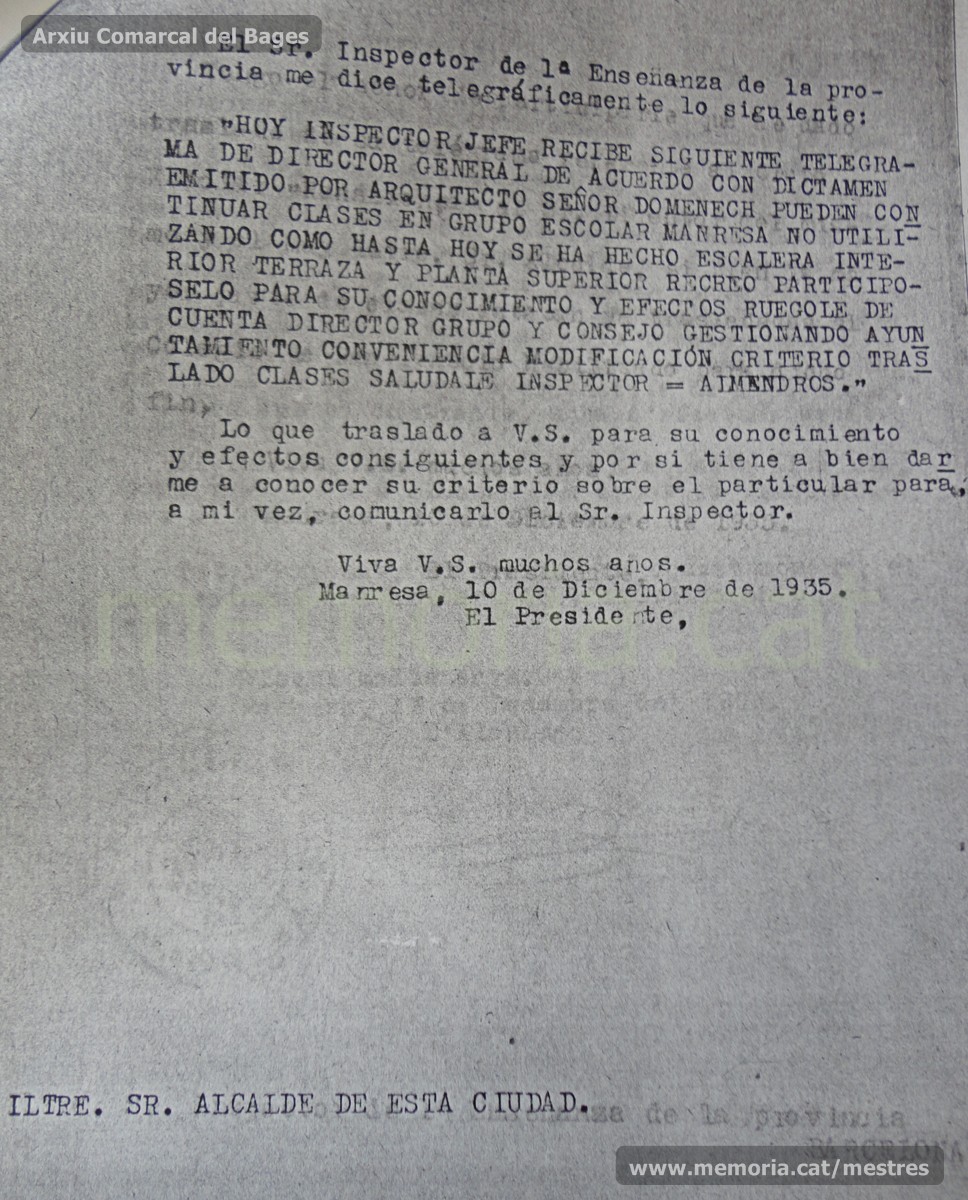 Arxiu Comarcal del Bages
El Sr. Inspector de 1ª Enseñanza de la pro-
vincia me dice telegráficamente lo siguiente:
"HOY INSPECTOR JEFE RECIBE SIGUIENTE TELEGRA-
MA DE DIRECTOR GENERAL DE ACUERDO CON DICTAMEN
EMITIDO POR ARQUITECTO SEÑOR DOMENECH PUEDEN CON
TINUAR CLASES EN GRUPO ESCOLAR MANRESA NO UTILI-
ZANDO COMO HASTA HOY SE HA HECHO ESCALERA INTE-
RIOR TERRAZA Y PLANTA SUPERIOR RECREO PARTICIPO-
SELO PARA SU CONOCIMIENTO Y EFECTOS RUEGOLE DE
CUENTA DIRECTOR GRUPO Y CONSEJO GESTIONANDO AYUN
TAMIENTO CONVENIENCIA MODIFICACIÓN CRITERIO TRAS
LADO CLASES SALUDALE INSPECTOR = ALMENDROS."
Lo que traslado a V.S. para su conocimiento
y efectos consiguientes y por si tiene a bien dar
me a conocer su criterio sobre el particular para,
a mi vez, comunicarlo al Sr. Inspector.
Viva V.S. muchos años.
Manresa, 10 de Diciembre de 1935.
El Presidente,
memoria.cat
ILTRE. SR. ALCALDE DE ESTA CIUDAD.
de la provincia
BARCELONA
www.memoria.cat/mestres